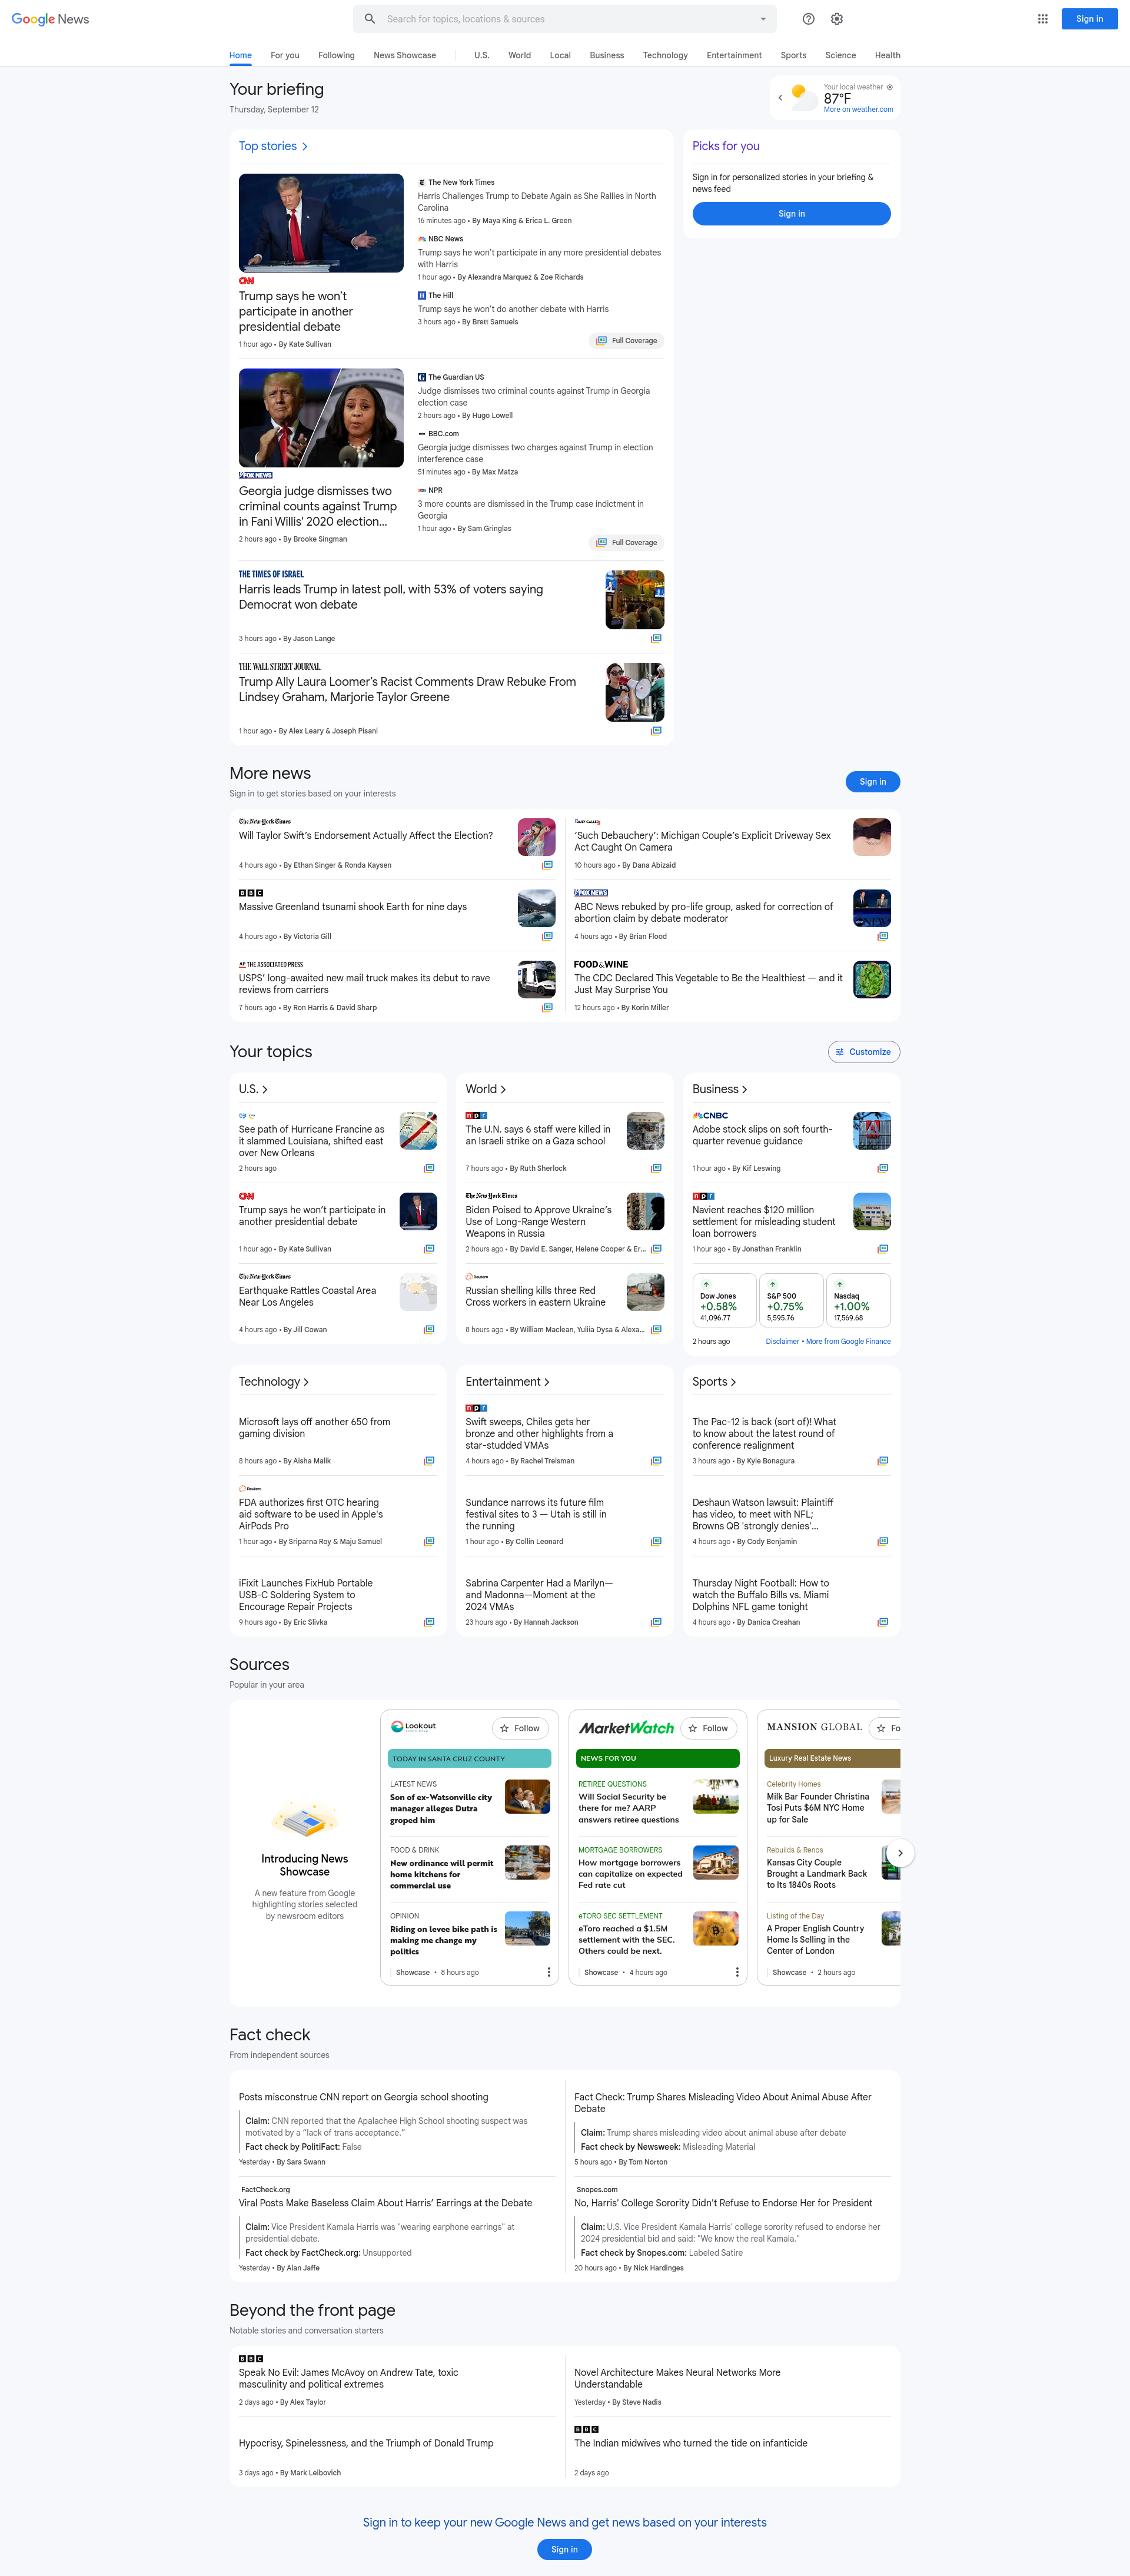 Google News
Search for topics, locations & sources
Sign in
Home
For you
Following
News Showcase
U.S.
World
Local
Business
Technology
Entertainment
Sports
Science
Health
Your briefing
Thursday, September 12
Your local weather
87°F
More on weather.com
Top stories
CNN
Trump says he won’t
participate in another
presidential debate
1 hour ago • By Kate Sullivan
The New York Times
Harris Challenges Trump to Debate Again as She Rallies in North
Carolina
16 minutes ago • By Maya King & Erica L. Green
NBC News
Trump says he won’t participate in any more presidential debates
with Harris
1 hour ago • By Alexandra Marquez & Zoe Richards
The Hill
Trump says he won’t do another debate with Harris
3 hours ago • By Brett Samuels
Full Coverage
FOX NEWS
Georgia judge dismisses two
criminal counts against Trump
in Fani Willis' 2020 election...
2 hours ago • By Brooke Singman
The Guardian US
Judge dismisses two criminal counts against Trump in Georgia
election case
2 hours ago • By Hugo Lowell
BBC.com
Georgia judge dismisses two charges against Trump in election
interference case
51 minutes ago • By Max Matza
NPR
3 more counts are dismissed in the Trump case indictment in
Georgia
1 hour ago • By Sam Gringlas
Full Coverage
THE TIMES OF ISRAEL
Harris leads Trump in latest poll, with 53% of voters saying
Democrat won debate
3 hours ago • By Jason Lange
THE WALL STREET JOURNAL.
Trump Ally Laura Loomer’s Racist Comments Draw Rebuke From
Lindsey Graham, Marjorie Taylor Greene
1 hour ago • By Alex Leary & Joseph Pisani
Picks for you
Sign in for personalized stories in your briefing &
news feed
Sign in
More news
Sign in to get stories based on your interests
Sign in
The New York Times
Will Taylor Swift’s Endorsement Actually Affect the Election?
4 hours ago • By Ethan Singer & Ronda Kaysen
BBC
Massive Greenland tsunami shook Earth for nine days
4 hours ago • By Victoria Gill
AP THE ASSOCIATED PRESS
USPS’ long-awaited new mail truck makes its debut to rave
reviews from carriers
7 hours ago • By Ron Harris & David Sharp
DAILY CALLER
‘Such Debauchery’: Michigan Couple’s Explicit Driveway Sex
Act Caught On Camera
10 hours ago • By Dana Abizaid
FOX NEWS
ABC News rebuked by pro-life group, asked for correction of
abortion claim by debate moderator
4 hours ago • By Brian Flood
FOOD&WINE
The CDC Declared This Vegetable to Be the Healthiest — and it
Just May Surprise You
12 hours ago • By Korin Miller
Your topics
Customize
U.S.
See path of Hurricane Francine as
it slammed Louisiana, shifted east
over New Orleans
2 hours ago
CNN
Trump says he won’t participate in
another presidential debate
1 hour ago • By Kate Sullivan
The New York Times
Earthquake Rattles Coastal Area
Near Los Angeles
4 hours ago • By Jill Cowan
World
npr
The U.N. says 6 staff were killed in
an Israeli strike on a Gaza school
7 hours ago • By Ruth Sherlock
The New York Times
Biden Poised to Approve Ukraine’s
Use of Long-Range Western
Weapons in Russia
2 hours ago • By David E. Sanger, Helene Cooper & Er...
Reuters
Russian shelling kills three Red
Cross workers in eastern Ukraine
8 hours ago • By William Maclean, Yuliia Dysa & Alexa...
Business
CNBC
Adobe stock slips on soft fourth-
quarter revenue guidance
1 hour ago • By Kif Leswing
npr
Navient reaches $120 million
settlement for misleading student
loan borrowers
1 hour ago • By Jonathan Franklin
Dow Jones
+0.58%
41,096.77
S&P 500
+0.75%
5,595.76
Nasdaq
+1.00%
17,569.68
2 hours ago
Disclaimer • More from Google Finance
Technology
Microsoft lays off another 650 from
gaming division
8 hours ago • By Aisha Malik
Reuters
FDA authorizes first OTC hearing
aid software to be used in Apple's
AirPods Pro
1 hour ago • By Sriparna Roy & Maju Samuel
iFixit Launches FixHub Portable
USB-C Soldering System to
Encourage Repair Projects
9 hours ago • By Eric Slivka
Entertainment
npr
Swift sweeps, Chiles gets her
bronze and other highlights from a
star-studded VMAs
4 hours ago • By Rachel Treisman
Sundance narrows its future film
festival sites to 3 — Utah is still in
the running
1 hour ago • By Collin Leonard
Sabrina Carpenter Had a Marilyn—
and Madonna—Moment at the
2024 VMAs
23 hours ago • By Hannah Jackson
Sports
The Pac-12 is back (sort of)! What
to know about the latest round of
conference realignment
3 hours ago • By Kyle Bonagura
Deshaun Watson lawsuit: Plaintiff
has video, to meet with NFL;
Browns QB 'strongly denies'...
4 hours ago • By Cody Benjamin
Thursday Night Football: How to
watch the Buffalo Bills vs. Miami
Dolphins NFL game tonight
4 hours ago • By Danica Creahan
Sources
Popular in your area
Introducing News
Showcase
A new feature from Google
highlighting stories selected
by newsroom editors
Lookout
Follow
TODAY IN SANTA CRUZ COUNTY
LATEST NEWS
Son of ex-Watsonville city
manager alleges Dutra
groped him
FOOD & DRINK
New ordinance will permit
home kitchens for
commercial use
OPINION
Riding on levee bike path is
making me change my
politics
Showcase • 8 hours ago
MarketWatch
Follow
NEWS FOR YOU
RETIREE QUESTIONS
Will Social Security be
there for me? AARP
answers retiree questions
MORTGAGE BORROWERS
How mortgage borrowers
can capitalize on expected
Fed rate cut
eTORO SEC SETTLEMENT
eToro reached a $1.5M
settlement with the SEC.
Others could be next.
Showcase • 4 hours ago
MANSION GLOBAL
Fo
Luxury Real Estate News
Celebrity Homes
Milk Bar Founder Christina
Tosi Puts $6M NYC Home
up for Sale
Rebuilds & Renos
Kansas City Couple
Brought a Landmark Back
to Its 1840s Roots
Listing of the Day
A Proper English Country
Home Is Selling in the
Center of London
Showcase • 2 hours ago
Fact check
From independent sources
Posts misconstrue CNN report on Georgia school shooting
Claim: CNN reported that the Apalachee High School shooting suspect was
motivated by a “lack of trans acceptance.”
Fact check by PolitiFact: False
Yesterday • By Sara Swann
FactCheck.org
Viral Posts Make Baseless Claim About Harris’ Earrings at the Debate
Claim: Vice President Kamala Harris was "wearing earphone earrings" at
presidential debate.
Fact check by FactCheck.org: Unsupported
Yesterday • By Alan Jaffe
Fact Check: Trump Shares Misleading Video About Animal Abuse After
Debate
Claim: Trump shares misleading video about animal abuse after debate
Fact check by Newsweek: Misleading Material
5 hours ago • By Tom Norton
Snopes.com
No, Harris' College Sorority Didn't Refuse to Endorse Her for President
Claim: U.S. Vice President Kamala Harris' college sorority refused to endorse her
2024 presidential bid and said: "We know the real Kamala."
Fact check by Snopes.com: Labeled Satire
20 hours ago • By Nick Hardinges
Beyond the front page
Notable stories and conversation starters
BBC
Speak No Evil: James McAvoy on Andrew Tate, toxic
masculinity and political extremes
2 days ago • By Alex Taylor
Hypocrisy, Spinelessness, and the Triumph of Donald Trump
3 days ago • By Mark Leibovich
Novel Architecture Makes Neural Networks More
Understandable
Yesterday • By Steve Nadis
BBC
The Indian midwives who turned the tide on infanticide
2 days ago
Sign in to keep your new Google News and get news based on your interests
Sign in